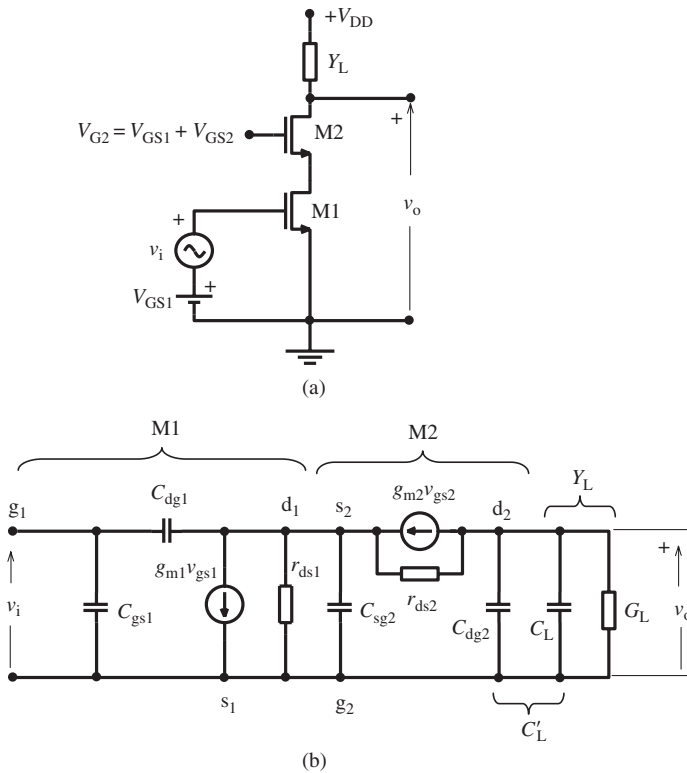 +V_DD
Y_L
V_G2 = V_GS1 + V_GS2
M2
+
M1
+
v_i
v_o
+
V_GS1
(a)
M1
M2
C_dg1
g_m2v_gs2
Y_L
g_1
d_1
s_2
d_2
g_m1v_gs1
r_ds1
+
v_i
C_gs1
r_ds2
C_sg2
C_dg2
C_L
G_L
v_o
s_1
g_2
C′_L
(b)